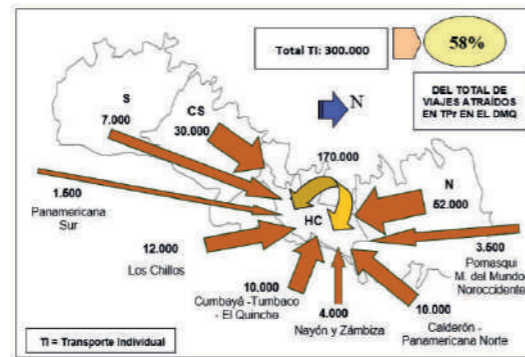 Total TI: 300.000
58%
DEL TOTAL DE
VIAJES ATRAÍDOS
EN TPr EN EL DMQ
N
S
7.000
CS
30.000
170.000
HC
N
52.000
1.500
Panamericana
Sur
12.000
Los Chillos
10.000
Cumbayá -Tumbaco
- El Quinche
4.000
Nayón y Zámbiza
3.500
Pomasqui
M. del Mundo
Noroccidente
10.000
Calderón -
Panamericana Norte
TI = Transporte Individual